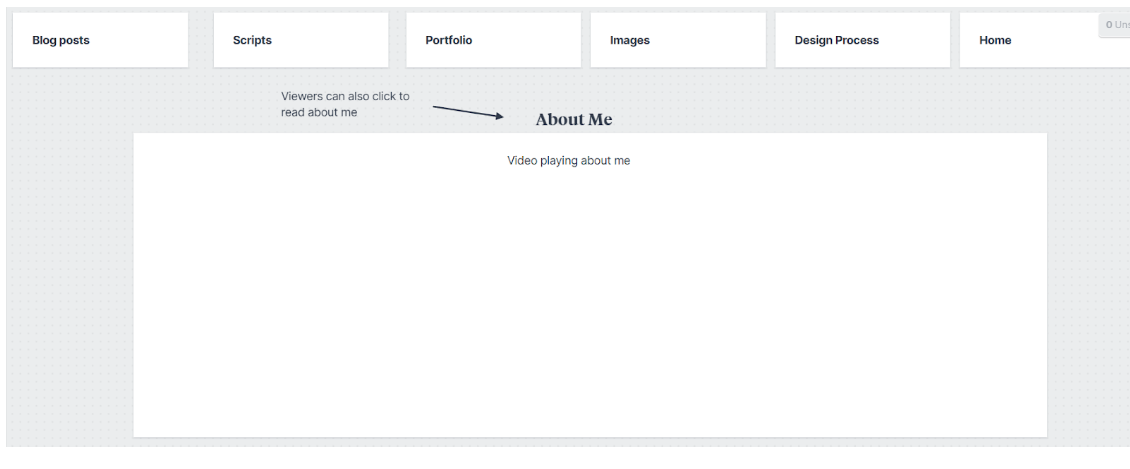 Blog posts
Scripts
Portfolio
Images
Design Process
Home
0 Uns
Viewers can also click to
read about me
About Me
Video playing about me